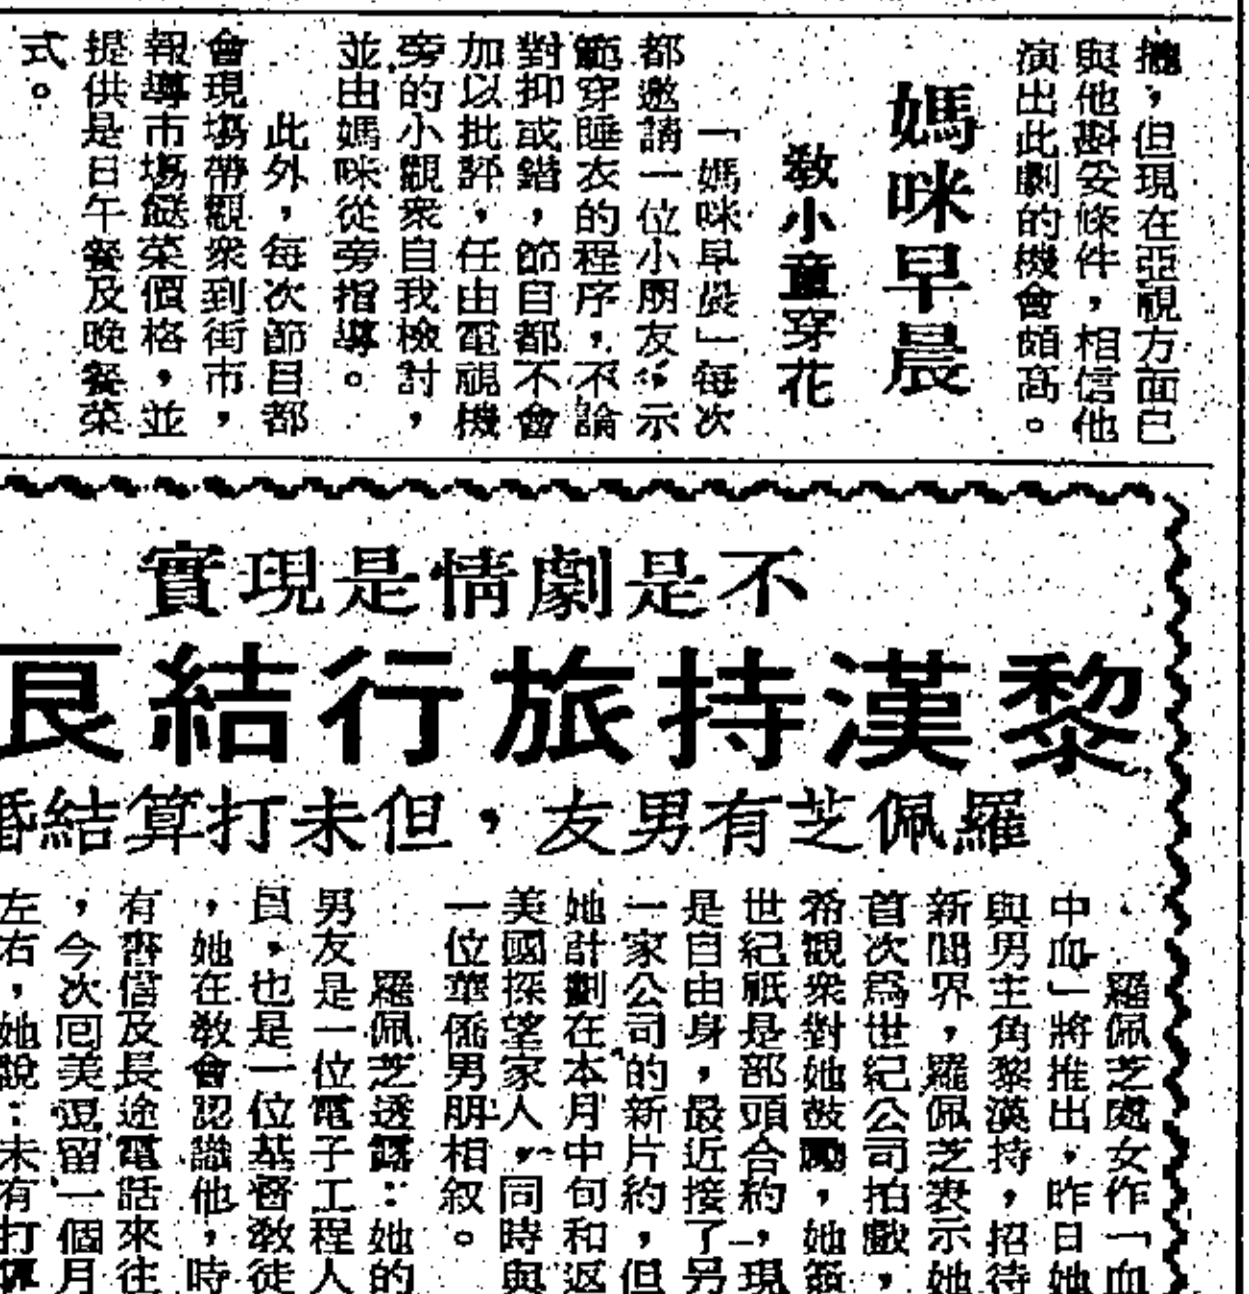 擔，但現在亞視方面已
與他斟妥條件，相信他
演出此劇的機會頗高。
媽咪早晨
敎小童穿花
「媽咪早晨」每次
都邀請一位小朋友，示
範穿睡衣的程序，不論
對抑或錯，節目都不會
加以批評，任由電視機
旁的小觀衆自我檢討，
並由媽咪從旁指導。
此外，每次節目都
會現塲帶觀衆到街市，
報導市塲餸菜價格，並
提供是日午餐及晚餐菜
式。
不是劇情是現實
黎漢持旅行結良
羅佩芝有男友，但未打算結婚
羅佩芝處女作「血
中血」將推出，昨日她
與男主角黎漢持，招待
新聞界，羅佩芝表示她
首次爲世紀公司拍戲，
希觀衆對她鼓勵，她簽
世紀祇是部頭合約，現
是自由身，最近接了另
一家公司的新片約，但
她計劃在本月中旬和返
美國探望家人，同時與
一位華僑男朋相叙。
羅佩芝透露：她的
男友是一位電子工程人
員，也是一位基督敎徒
，她在敎會認識他，時
有書信及長途電話來往
，今次囘美逗留一個月
左右，她說：未有打算